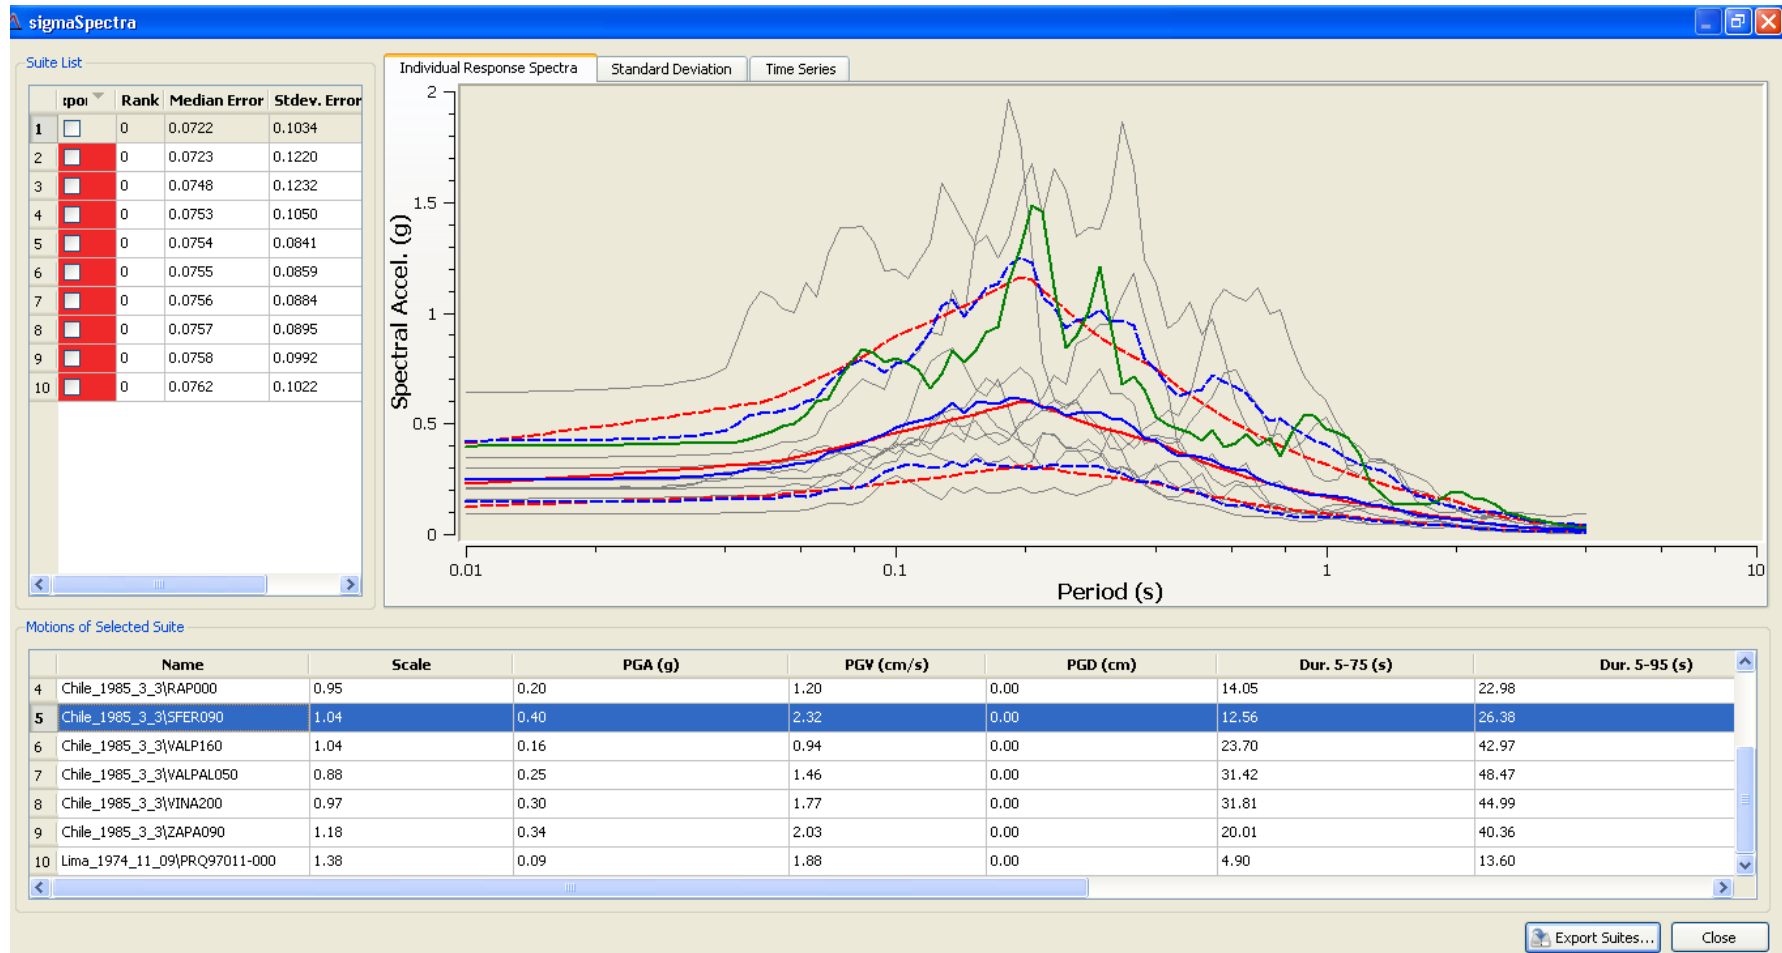 sigmaSpectra
Suite List
:poi Rank Median Error Stdev. Error
1 0 0.0722 0.1034
2 0 0.0723 0.1220
3 0 0.0748 0.1232
4 0 0.0753 0.1050
5 0 0.0754 0.0841
6 0 0.0755 0.0859
7 0 0.0756 0.0884
8 0 0.0757 0.0895
9 0 0.0758 0.0992
10 0 0.0762 0.1022
Individual Response Spectra Standard Deviation Time Series
Spectral Accel. (g)
2
1.5
1
0.5
0
0.01 0.1 1 10
Period (s)
Motions of Selected Suite
Name Scale PGA (g) PGV (cm/s) PGD (cm) Dur. 5-75 (s) Dur. 5-95 (s)
4 Chile_1985_3_3\RAP000 0.95 0.20 1.20 0.00 14.05 22.98
5 Chile_1985_3_3\SFER090 1.04 0.40 2.32 0.00 12.56 26.38
6 Chile_1985_3_3\VALP160 1.04 0.16 0.94 0.00 23.70 42.97
7 Chile_1985_3_3\VALPAL050 0.88 0.25 1.46 0.00 31.42 48.47
8 Chile_1985_3_3\VINA200 0.97 0.30 1.77 0.00 31.81 44.99
9 Chile_1985_3_3\ZAPA090 1.18 0.34 2.03 0.00 20.01 40.36
10 Lima_1974_11_09\PRQ97011-000 1.38 0.09 1.88 0.00 4.90 13.60
Export Suites... Close